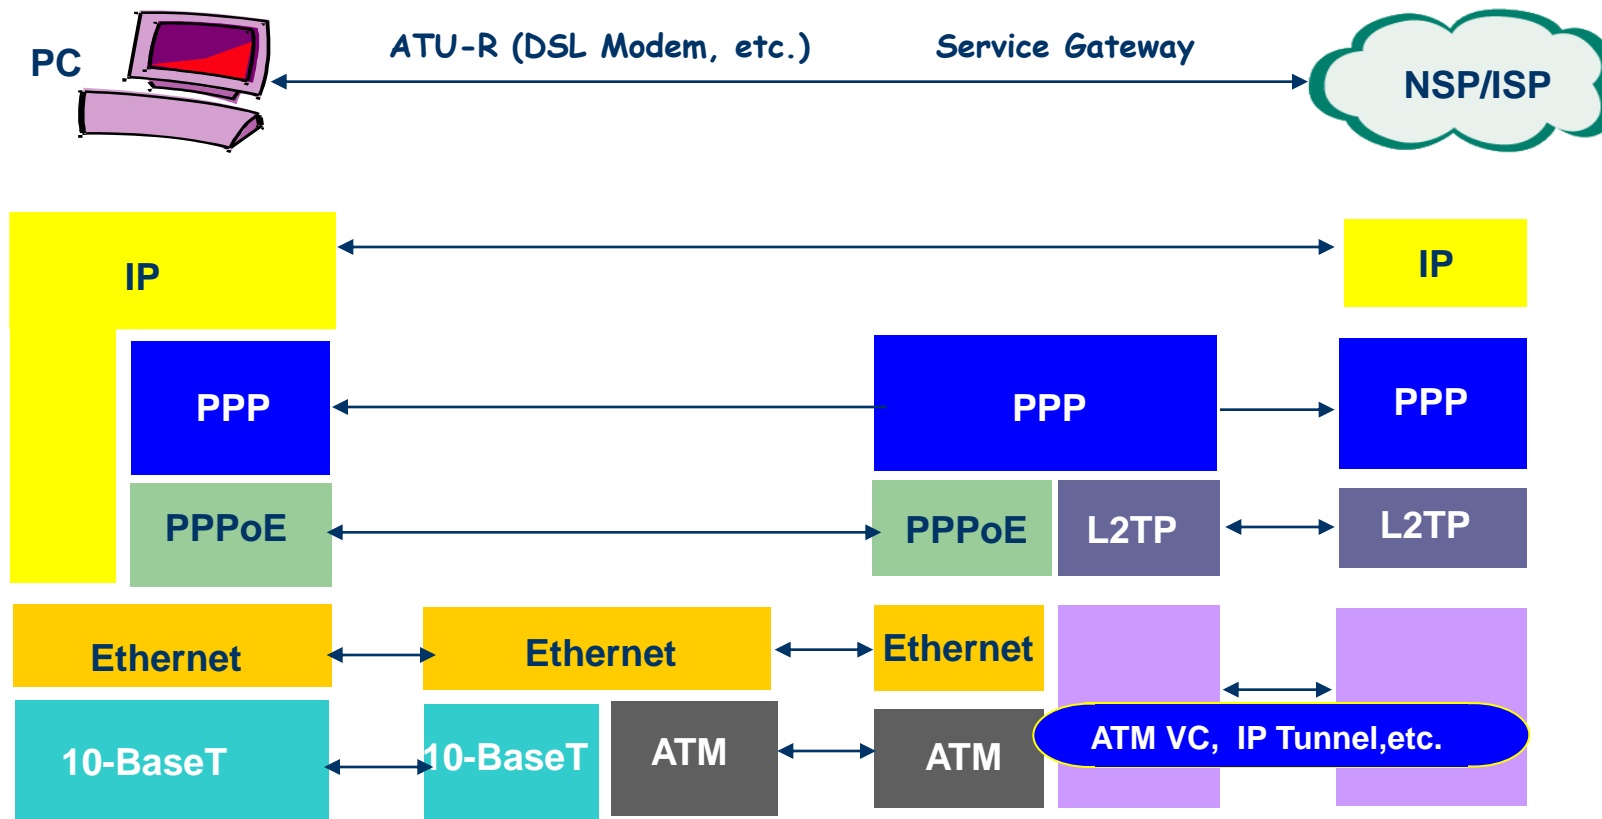 PC
ATU-R (DSL Modem, etc.)
Service Gateway
NSP/ISP
IP
IP
PPP
PPP
PPP
PPPoE
PPPoE
L2TP
L2TP
Ethernet
Ethernet
Ethernet
10-BaseT
10-BaseT
ATM
ATM
ATM VC, IP Tunnel,etc.